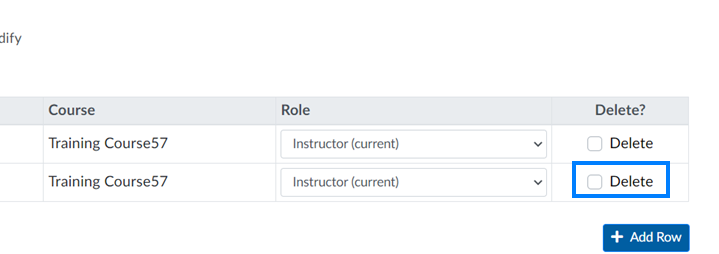 dify
Course Role Delete?
Training Course57 Instructor (current) Delete
Training Course57 Instructor (current) Delete
+ Add Row